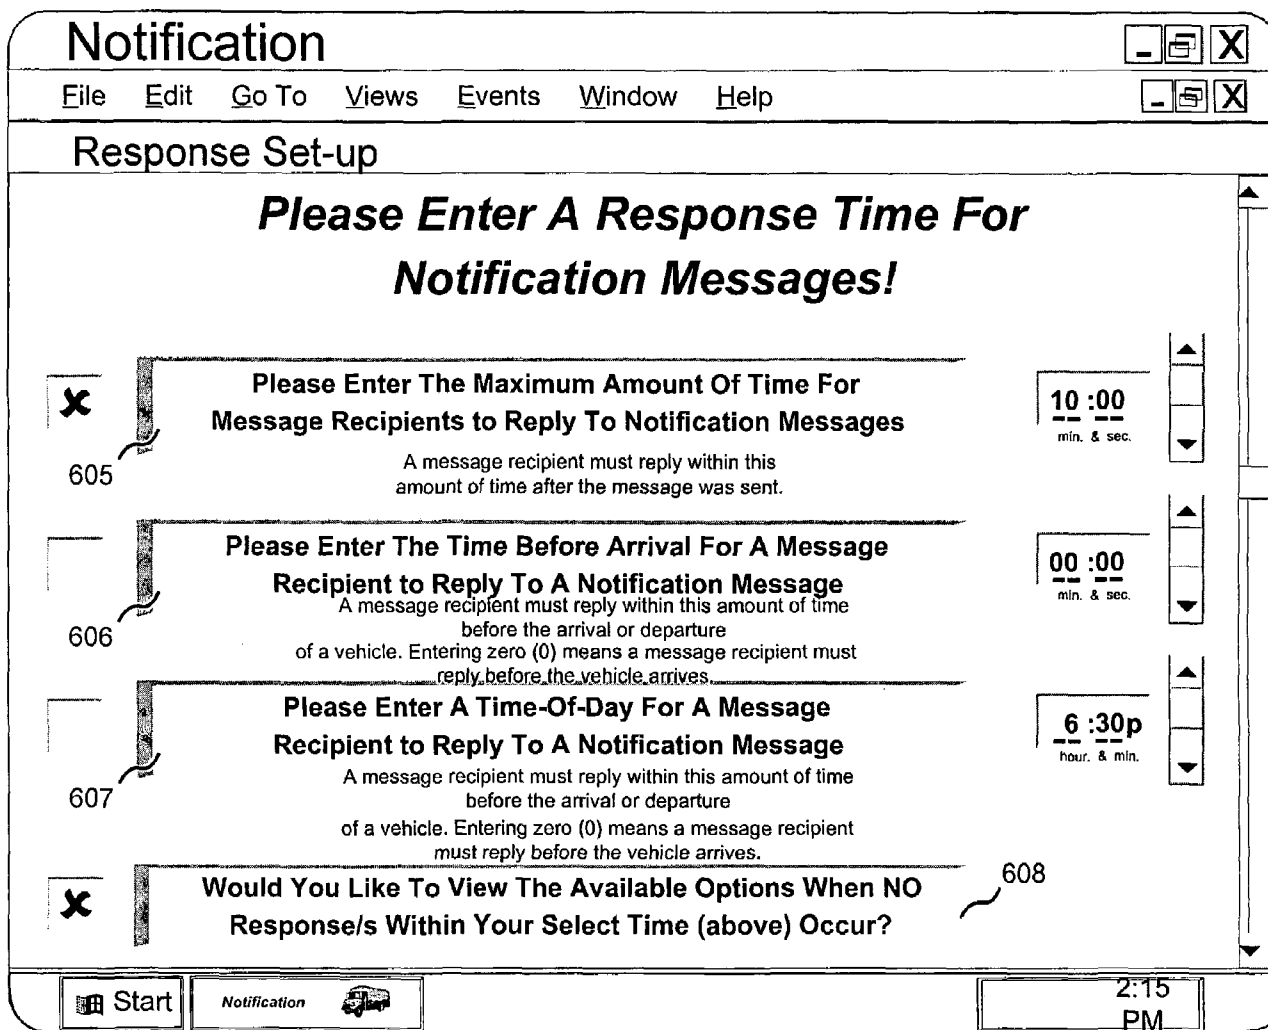 Notification
File Edit Go To Views Events Window Help
Response Set-up
Please Enter A Response Time For
Notification Messages!
Please Enter The Maximum Amount Of Time For
Message Recipients to Reply To Notification Messages
10 :00
min. & sec.
605
A message recipient must reply within this
amount of time after the message was sent.
Please Enter The Time Before Arrival For A Message
Recipient to Reply To A Notification Message
00 :00
min. & sec.
606
A message recipient must reply within this amount of time
before the arrival or departure
of a vehicle. Entering zero (0) means a message recipient must
reply before the vehicle arrives.
Please Enter A Time-Of-Day For A Message
Recipient to Reply To A Notification Message
6 :30p
hour. & min.
607
A message recipient must reply within this amount of time
before the arrival or departure
of a vehicle. Entering zero (0) means a message recipient
must reply before the vehicle arrives.
608
Would You Like To View The Available Options When NO
Response/s Within Your Select Time (above) Occur?
Start
Notification
2:15
PM